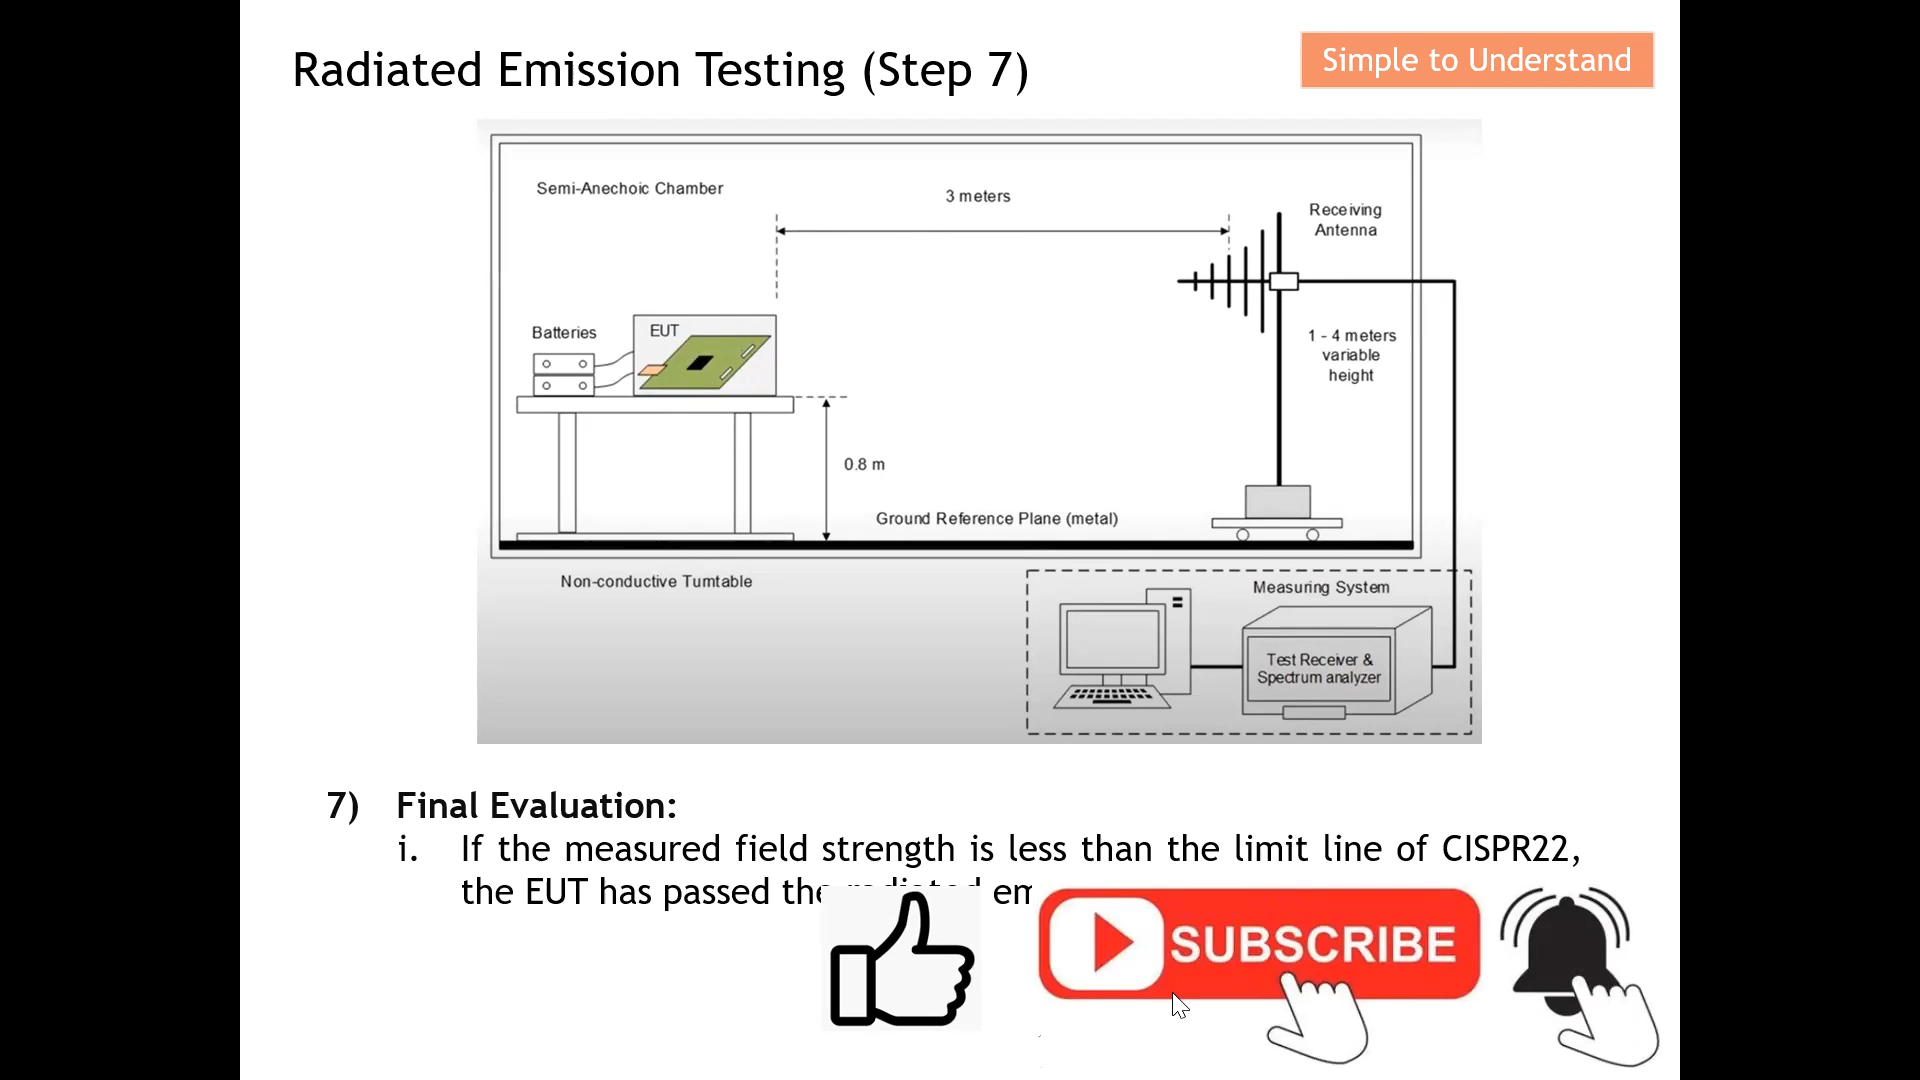 Radiated Emission Testing (Step 7)
Simple to Understand
Semi-Anechoic Chamber
3 meters
Receiving
Antenna
Batteries
EUT
1 - 4 meters
variable
height
0.8 m
Ground Reference Plane (metal)
Non-conductive Turntable
Measuring System
Test Receiver &
Spectrum analyzer
7) Final Evaluation:
i. If the measured field strength is less than the limit line of CISPR22,
the EUT has passed the
SUBSCRIBE